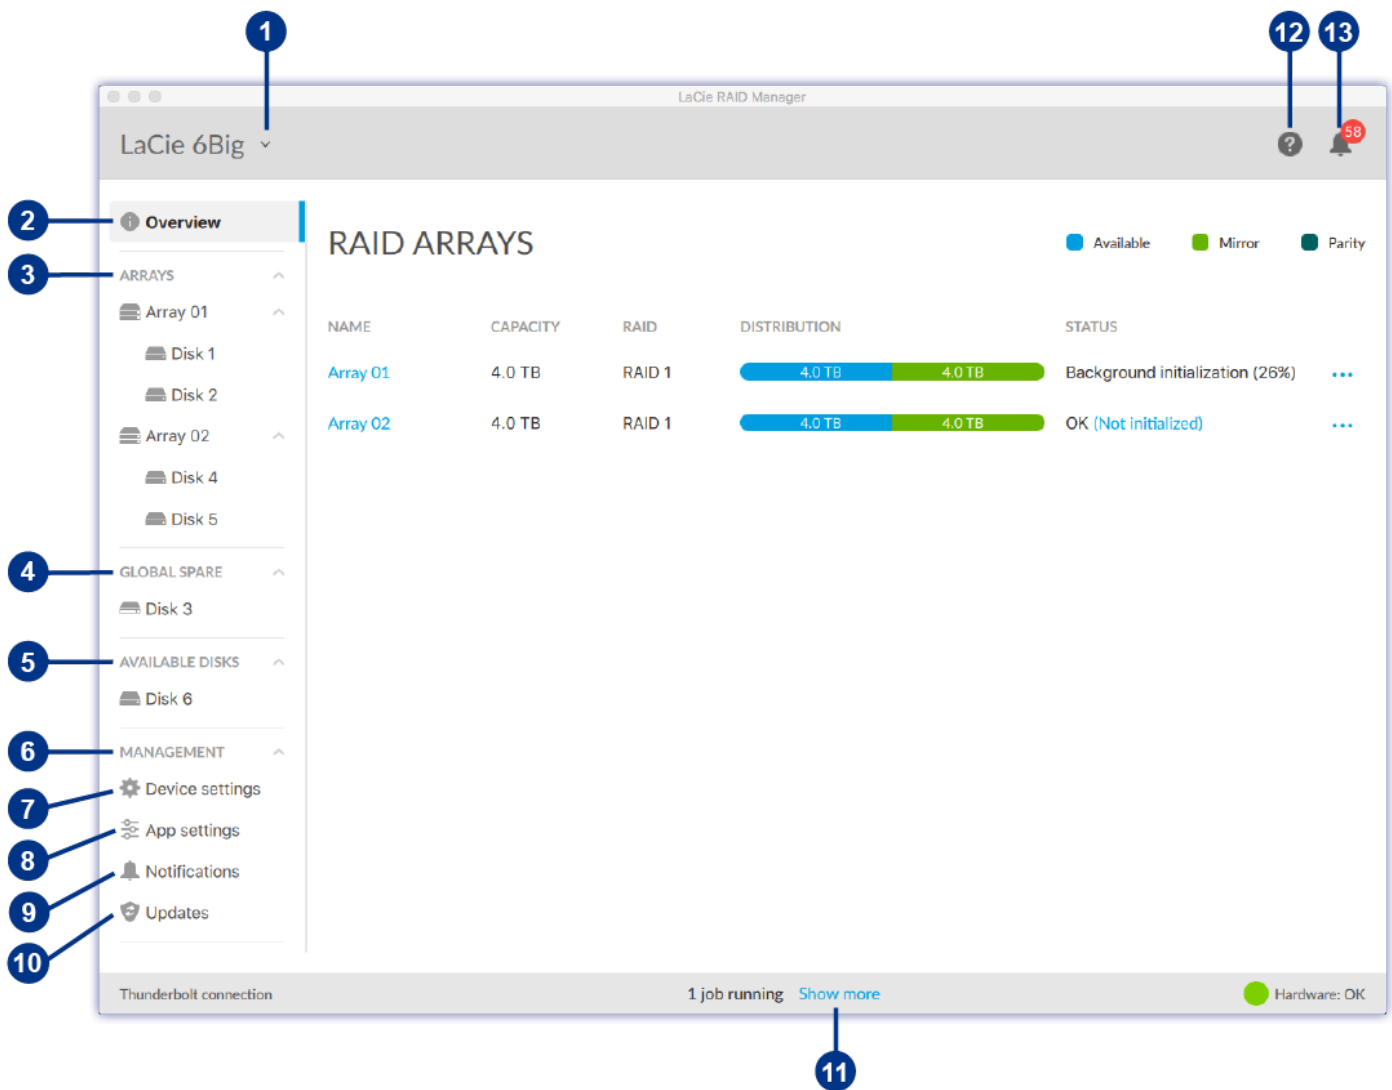 1 12 13
LaCie RAID Manager
LaCie 6Big
58
2 Overview
RAID ARRAYS
Available Mirror Parity
3 ARRAYS
Array 01
Disk 1
Disk 2
Array 02
Disk 4
Disk 5
NAME CAPACITY RAID DISTRIBUTION STATUS
Array 01 4.0 TB RAID 1 4.0 TB 4.0 TB Background initialization (26%) ...
Array 02 4.0 TB RAID 1 4.0 TB 4.0 TB OK (Not initialized) ...
4 GLOBAL SPARE
Disk 3
5 AVAILABLE DISKS
Disk 6
6 MANAGEMENT
7 Device settings
8 App settings
9 Notifications
10 Updates
Thunderbolt connection 1 job running Show more Hardware: OK
11